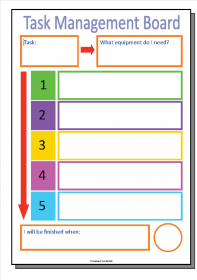 Task Management Board
Task:
What equipment do I need?
1
2
3
4
5
I will be finished when: